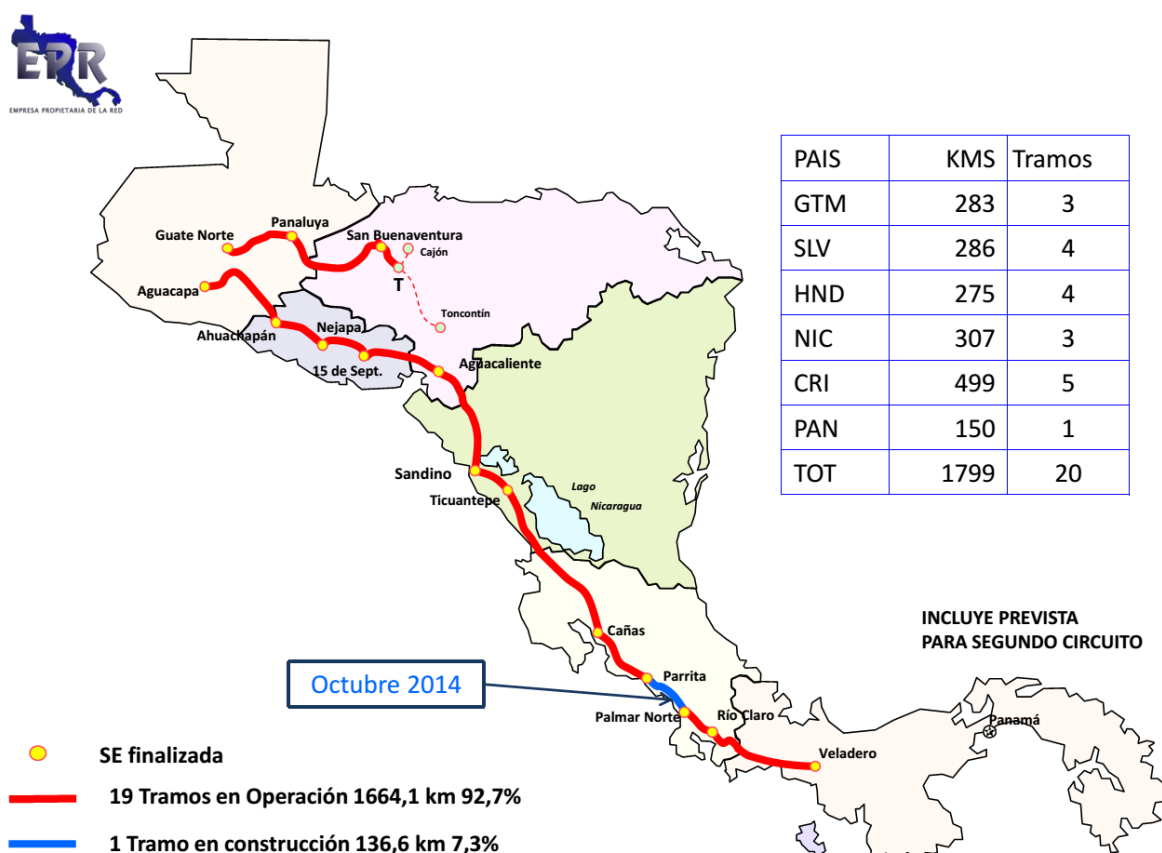 EPR
EMPRESA PROPIETARIA DE LA RED
PAIS KMS Tramos
GTM 283 3
SLV 286 4
HND 275 4
NIC 307 3
CRI 499 5
PAN 150 1
TOT 1799 20
Panaluya
Guate Norte
San Buenaventura
Cajón
Aguacapa
T
Toncontín
Ahuachapán
Nejapa
15 de Sept.
Aguacaliente
Sandino
Ticuantepe
Lago
Nicaragua
INCLUYE PREVISTA
PARA SEGUNDO CIRCUITO
Cañas
Octubre 2014
Parrita
Palmar Norte
Río Claro
Panamá
Veladero
SE finalizada
19 Tramos en Operación 1664,1 km 92,7%
1 Tramo en construcción 136,6 km 7,3%